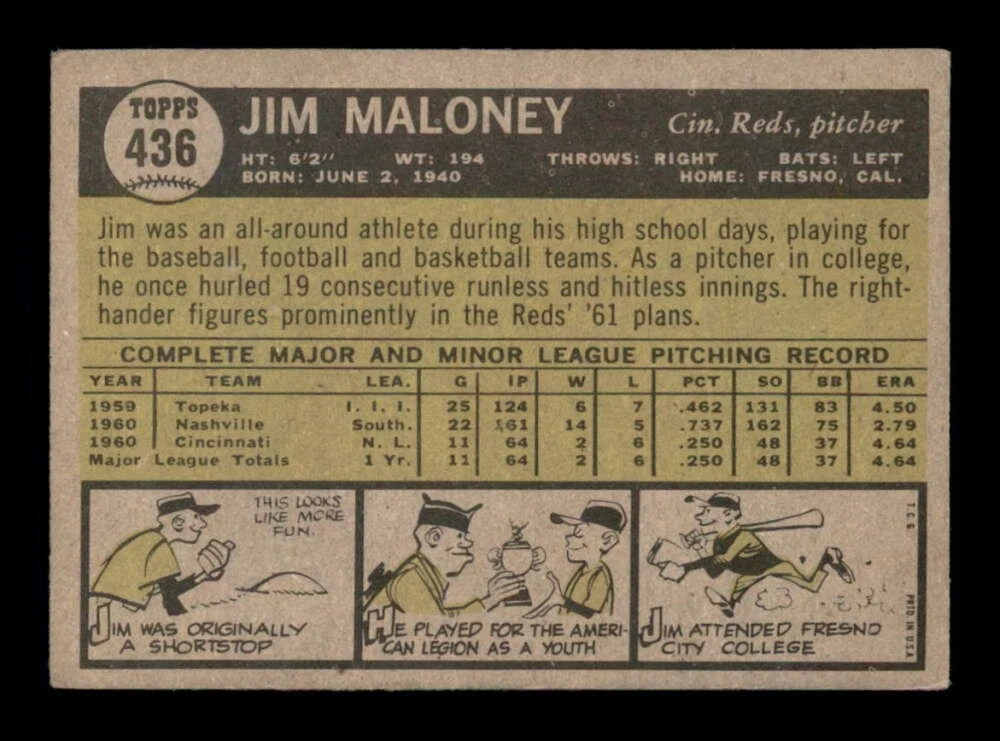 TOPPS
436
JIM MALONEY
Cin. Reds, pitcher
HT: 6'2" WT: 194 THROWS: RIGHT BATS: LEFT
BORN: JUNE 2, 1940 HOME: FRESNO, CAL.
Jim was an all-around athlete during his high school days, playing for
the baseball, football and basketball teams. As a pitcher in college,
he once hurled 19 consecutive runless and hitless innings. The right-
hander figures prominently in the Reds' '61 plans.
COMPLETE MAJOR AND MINOR LEAGUE PITCHING RECORD
YEAR TEAM LEA. G IP W L PCT SO BB ERA
1959 Topeka I. I. I. 25 124 6 7 .462 131 83 4.50
1960 Nashville South. 22 161 14 5 .737 162 75 2.79
1960 Cincinnati N. L. 11 64 2 6 .250 48 37 4.64
Major League Totals 1 Yr. 11 64 2 6 .250 48 37 4.64
THIS LOOKS
LIKE MORE
FUN.
JIM WAS ORIGINALLY
A SHORTSTOP
HE PLAYED FOR THE AMERI-
CAN LEGION AS A YOUTH
JIM ATTENDED FRESNO
CITY COLLEGE
T.C.G. PRTD IN U.S.A.